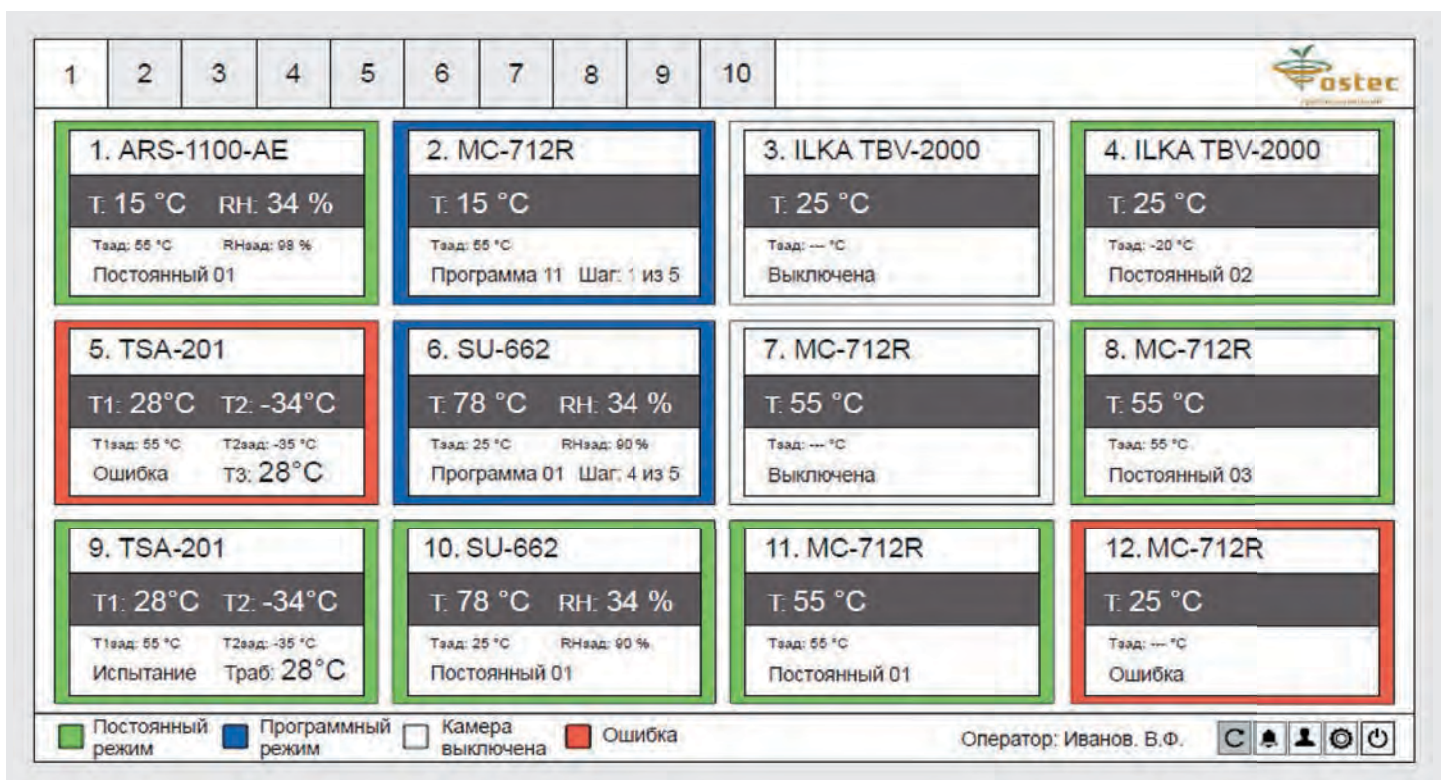 1 2 3 4 5 6 7 8 9 10
ostec
1. ARS-1100-AE
T: 15 °C RH: 34 %
Тзад: 55 °C RHзад: 98 %
Постоянный 01
2. MC-712R
T: 15 °C
Тзад: 55 °C
Программа 11 Шаг: 1 из 5
3. ILKA TBV-2000
T: 25 °C
Тзад: --- °C
Выключена
4. ILKA TBV-2000
T: 25 °C
Тзад: -20 °C
Постоянный 02
5. TSA-201
T1: 28°C T2: -34°C
T1зад: 55 °C T2зад: -35 °C
Ошибка T3: 28°C
6. SU-662
T: 78 °C RH: 34 %
Тзад: 25 °C RHзад: 90 %
Программа 01 Шаг: 4 из 5
7. MC-712R
T: 55 °C
Тзад: --- °C
Выключена
8. MC-712R
T: 55 °C
Тзад: 55 °C
Постоянный 03
9. TSA-201
T1: 28°C T2: -34°C
T1зад: 55 °C T2зад: -35 °C
Испытание Траб: 28°C
10. SU-662
T: 78 °C RH: 34 %
Тзад: 25 °C RHзад: 90 %
Постоянный 01
11. MC-712R
T: 55 °C
Тзад: 55 °C
Постоянный 01
12. MC-712R
T: 25 °C
Тзад: --- °C
Ошибка
Постоянный
режим
Программный
режим
Камера
выключена
Ошибка
Оператор: Иванов. В.Ф.
C